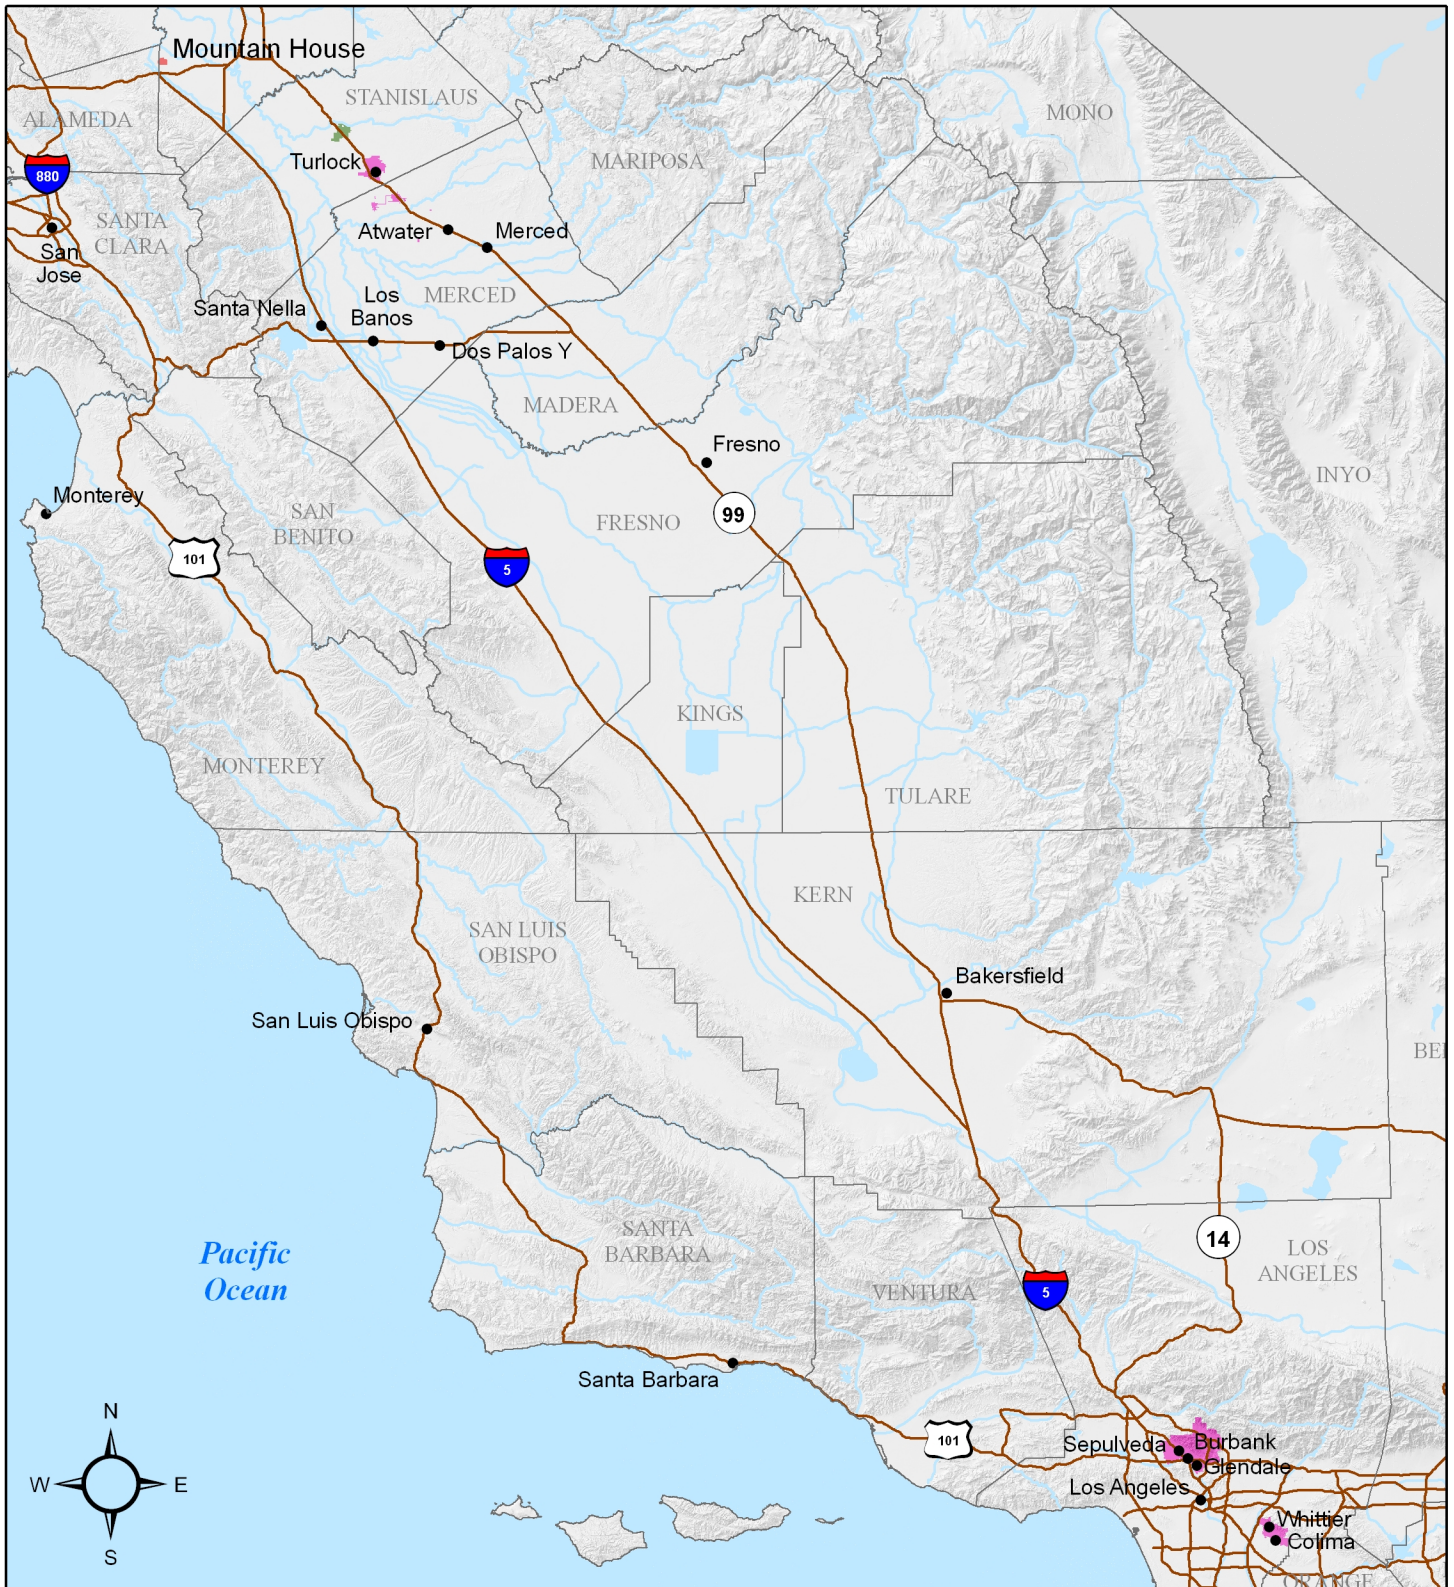 Mountain House
STANISLAUS
ALAMEDA
MONO
Turlock
MARIPOSA
880
SANTA
CLARA
Atwater
Merced
San
Jose
MERCED
Santa Nella
Los
Banos
Dos Palos Y
MADERA
Fresno
INYO
Monterey
SAN
BENITO
FRESNO
99
101
5
KINGS
MONTEREY
TULARE
KERN
SAN LUIS
OBISPO
Bakersfield
San Luis Obispo
BE
Pacific
Ocean
SANTA
BARBARA
14
LOS
ANGELES
VENTURA
5
Santa Barbara
N
W
E
S
101
Sepulveda
Burbank
Glendale
Los Angeles
Whittier
Colima
ORANGE